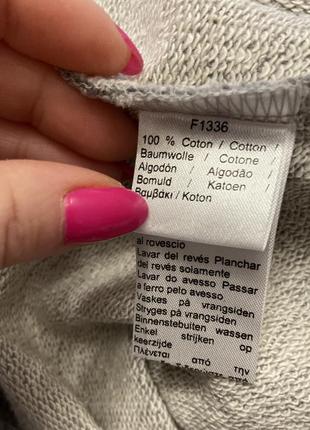 F1336
100 % Coton / Cotton /
Baumwolle / Cotone /
Algodón / Algodão /
Bomuld / Katoen /
Βαμβάκι / Koton
al rovescio
Lavar del revés Planchar
del revés solamente
Lavar do avesso Passar
a ferro pelo avesso
Vaskes på vrangsiden
Stryges på vrangsiden
Binnenstebuiten wassen
Enkel strijken op
keerzijde
Πλένεται από την